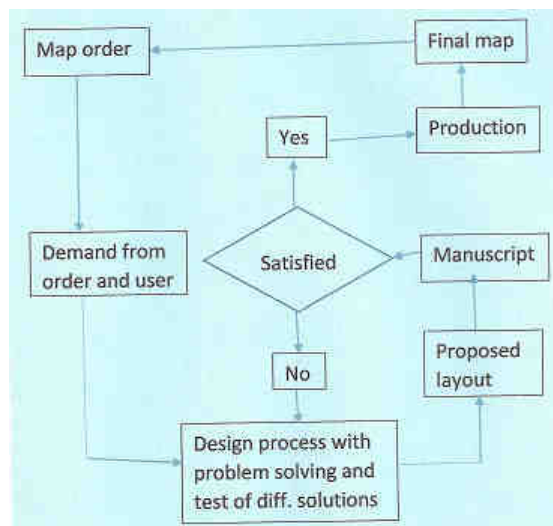 Map order
Final map
Yes
Production
Demand from
order and user
Satisfied
Manuscript
No
Proposed
layout
Design process with
problem solving and
test of diff. solutions